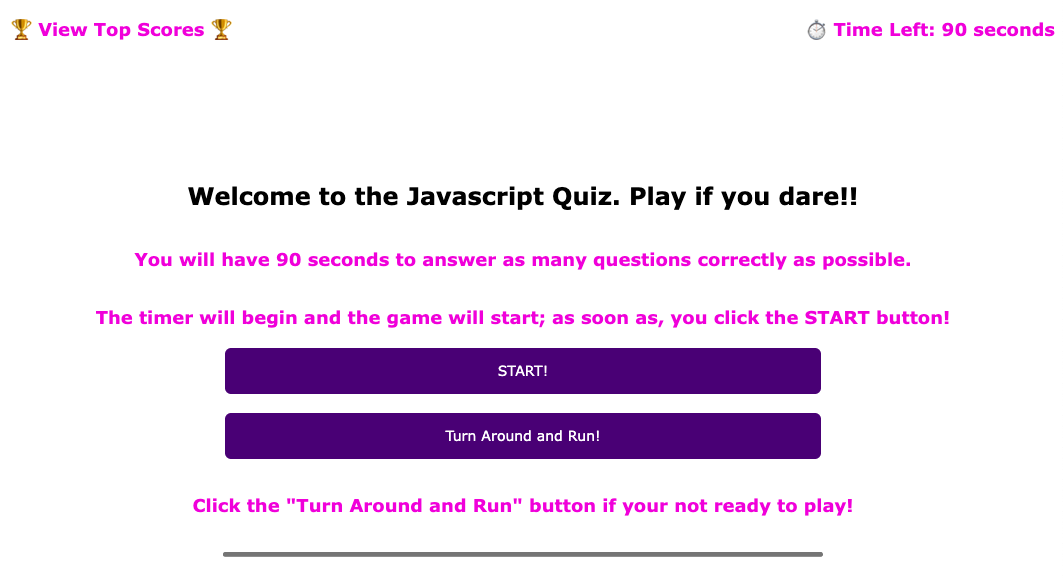 🏆 View Top Scores 🏆
⏱️ Time Left: 90 seconds
Welcome to the Javascript Quiz. Play if you dare!!
You will have 90 seconds to answer as many questions correctly as possible.
The timer will begin and the game will start; as soon as, you click the START button!
START!
Turn Around and Run!
Click the "Turn Around and Run" button if your not ready to play!